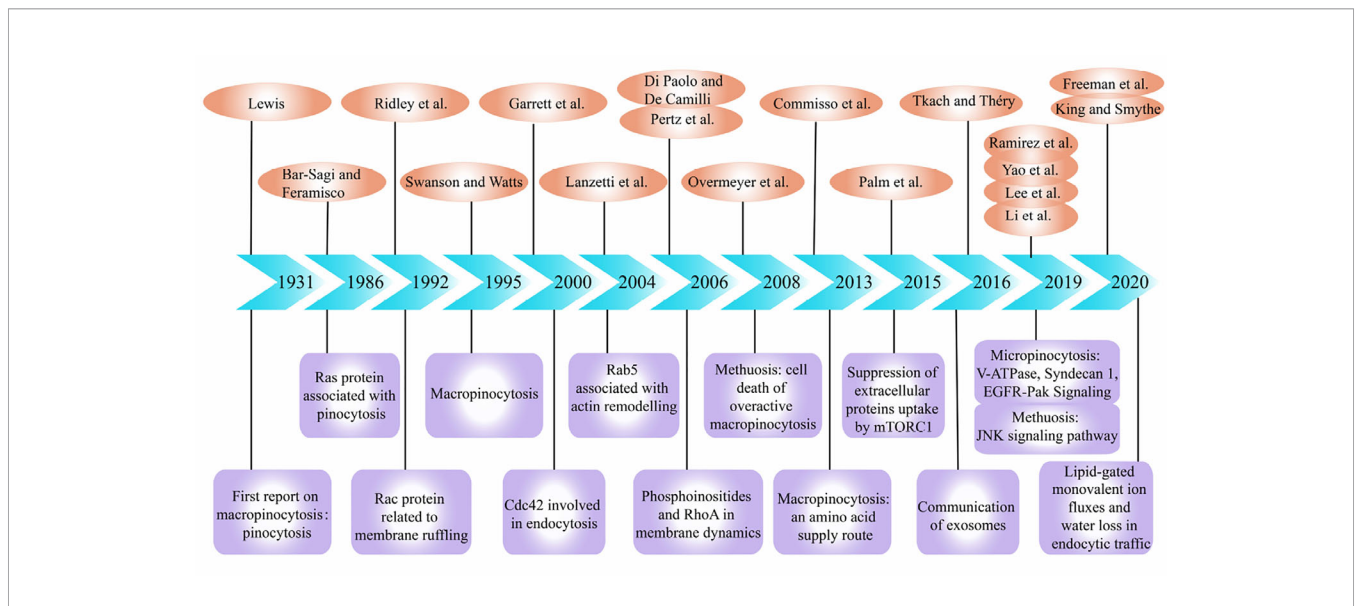 Lewis
Ridley et al.
Garrett et al.
Di Paolo and
De Camilli
Pertz et al.
Commisso et al.
Tkach and Théry
Freeman et al.
King and Smythe
Bar-Sagi and
Feramisco
Swanson and Watts
Lanzetti et al.
Overmeyer et al.
Palm et al.
Ramirez et al.
Yao et al.
Lee et al.
Li et al.
1931
1986
1992
1995
2000
2004
2006
2008
2013
2015
2016
2019
2020
Ras protein
associated with
pinocytosis
Macropinocytosis
Rab5
associated with
actin remodelling
Methuosis: cell
death of
overactive
macropinocytosis
Suppression of
extracellular
proteins uptake
by mTORC1
Micropinocytosis:
V-ATPase, Syndecan 1,
EGFR-Pak Signaling
Methuosis:
JNK signaling pathway
First report on
macropinocytosis:
pinocytosis
Rac protein
related to
membrane ruffling
Cdc42 involved
in endocytosis
Phosphoinositides
and RhoA in
membrane dynamics
Macropinocytosis:
an amino acid
supply route
Communication
of exosomes
Lipid-gated
monovalent ion
fluxes and
water loss in
endocytic traffic